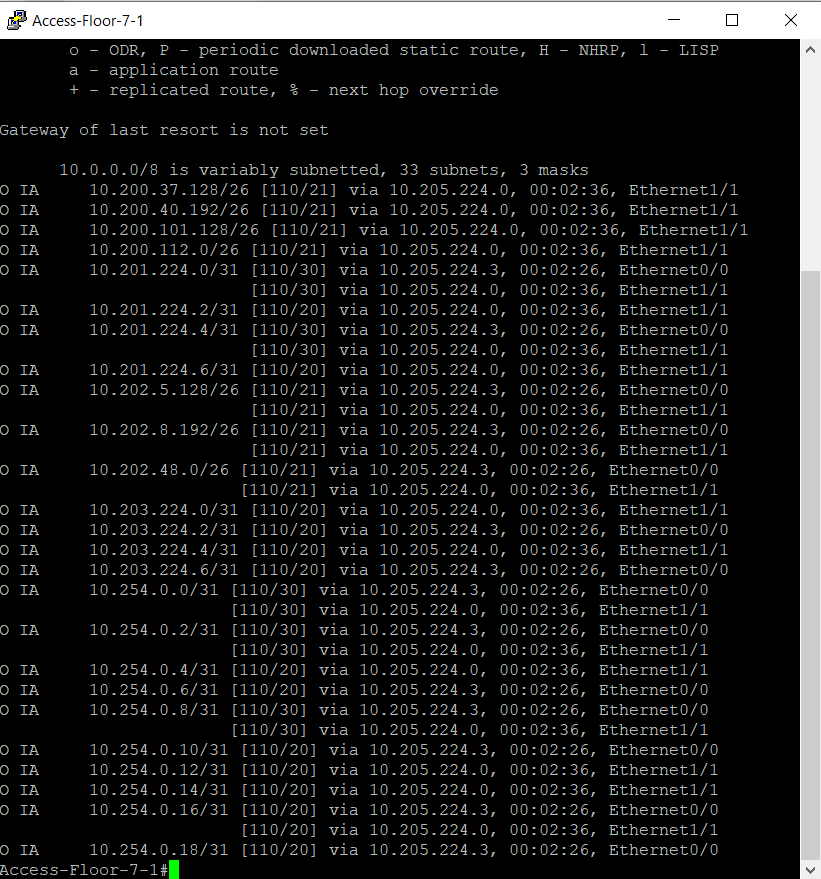 Access-Floor-7-1
o - ODR, P - periodic downloaded static route, H - NHRP, l - LISP
a - application route
+ - replicated route, % - next hop override
Gateway of last resort is not set
10.0.0.0/8 is variably subnetted, 33 subnets, 3 masks
O IA 10.200.37.128/26 [110/21] via 10.205.224.0, 00:02:36, Ethernet1/1
O IA 10.200.40.192/26 [110/21] via 10.205.224.0, 00:02:36, Ethernet1/1
O IA 10.200.101.128/26 [110/21] via 10.205.224.0, 00:02:36, Ethernet1/1
O IA 10.200.112.0/26 [110/21] via 10.205.224.0, 00:02:36, Ethernet1/1
O IA 10.201.224.0/31 [110/30] via 10.205.224.3, 00:02:26, Ethernet0/0
[110/30] via 10.205.224.0, 00:02:36, Ethernet1/1
O IA 10.201.224.2/31 [110/20] via 10.205.224.0, 00:02:36, Ethernet1/1
O IA 10.201.224.4/31 [110/30] via 10.205.224.3, 00:02:26, Ethernet0/0
[110/30] via 10.205.224.0, 00:02:36, Ethernet1/1
O IA 10.201.224.6/31 [110/20] via 10.205.224.0, 00:02:36, Ethernet1/1
O IA 10.202.5.128/26 [110/21] via 10.205.224.3, 00:02:26, Ethernet0/0
[110/21] via 10.205.224.0, 00:02:36, Ethernet1/1
O IA 10.202.8.192/26 [110/21] via 10.205.224.3, 00:02:26, Ethernet0/0
[110/21] via 10.205.224.0, 00:02:36, Ethernet1/1
O IA 10.202.48.0/26 [110/21] via 10.205.224.3, 00:02:26, Ethernet0/0
[110/21] via 10.205.224.0, 00:02:36, Ethernet1/1
O IA 10.203.224.0/31 [110/20] via 10.205.224.0, 00:02:36, Ethernet1/1
O IA 10.203.224.2/31 [110/20] via 10.205.224.3, 00:02:26, Ethernet0/0
O IA 10.203.224.4/31 [110/20] via 10.205.224.0, 00:02:36, Ethernet1/1
O IA 10.203.224.6/31 [110/20] via 10.205.224.3, 00:02:26, Ethernet0/0
O IA 10.254.0.0/31 [110/30] via 10.205.224.3, 00:02:26, Ethernet0/0
[110/30] via 10.205.224.0, 00:02:36, Ethernet1/1
O IA 10.254.0.2/31 [110/30] via 10.205.224.3, 00:02:26, Ethernet0/0
[110/30] via 10.205.224.0, 00:02:36, Ethernet1/1
O IA 10.254.0.4/31 [110/20] via 10.205.224.0, 00:02:36, Ethernet1/1
O IA 10.254.0.6/31 [110/20] via 10.205.224.3, 00:02:26, Ethernet0/0
O IA 10.254.0.8/31 [110/30] via 10.205.224.3, 00:02:26, Ethernet0/0
[110/30] via 10.205.224.0, 00:02:36, Ethernet1/1
O IA 10.254.0.10/31 [110/20] via 10.205.224.3, 00:02:26, Ethernet0/0
O IA 10.254.0.12/31 [110/20] via 10.205.224.0, 00:02:36, Ethernet1/1
O IA 10.254.0.14/31 [110/20] via 10.205.224.0, 00:02:36, Ethernet1/1
O IA 10.254.0.16/31 [110/20] via 10.205.224.3, 00:02:26, Ethernet0/0
[110/20] via 10.205.224.0, 00:02:36, Ethernet1/1
O IA 10.254.0.18/31 [110/20] via 10.205.224.3, 00:02:26, Ethernet0/0
Access-Floor-7-1#